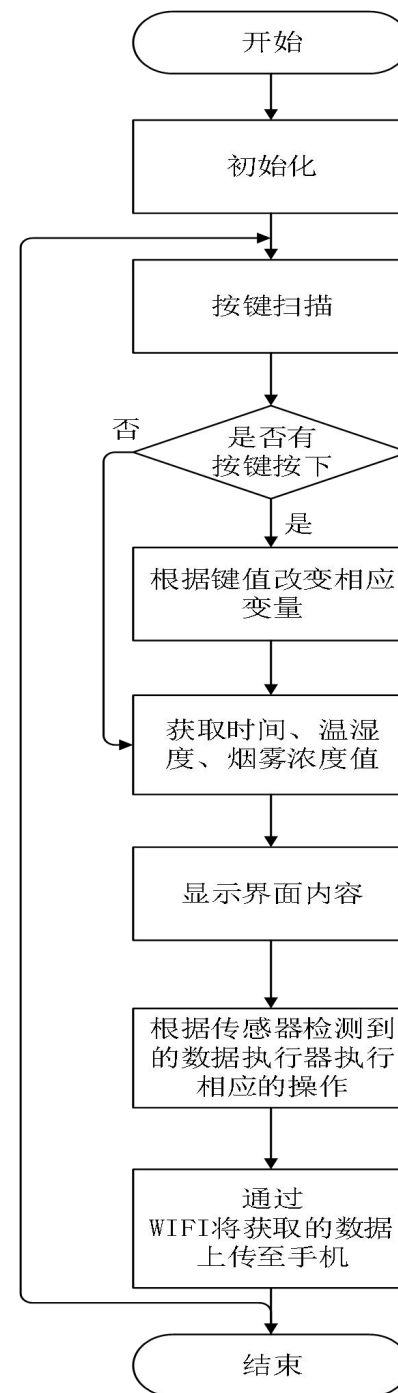 开始
初始化
按键扫描
否
是否有
按键按下
是
根据键值改变相应
变量
获取时间、温湿
度、烟雾浓度值
显示界面内容
根据传感器检测到
的数据执行器执行
相应的操作
通过
WIFI将获取的数据
上传至手机
结束